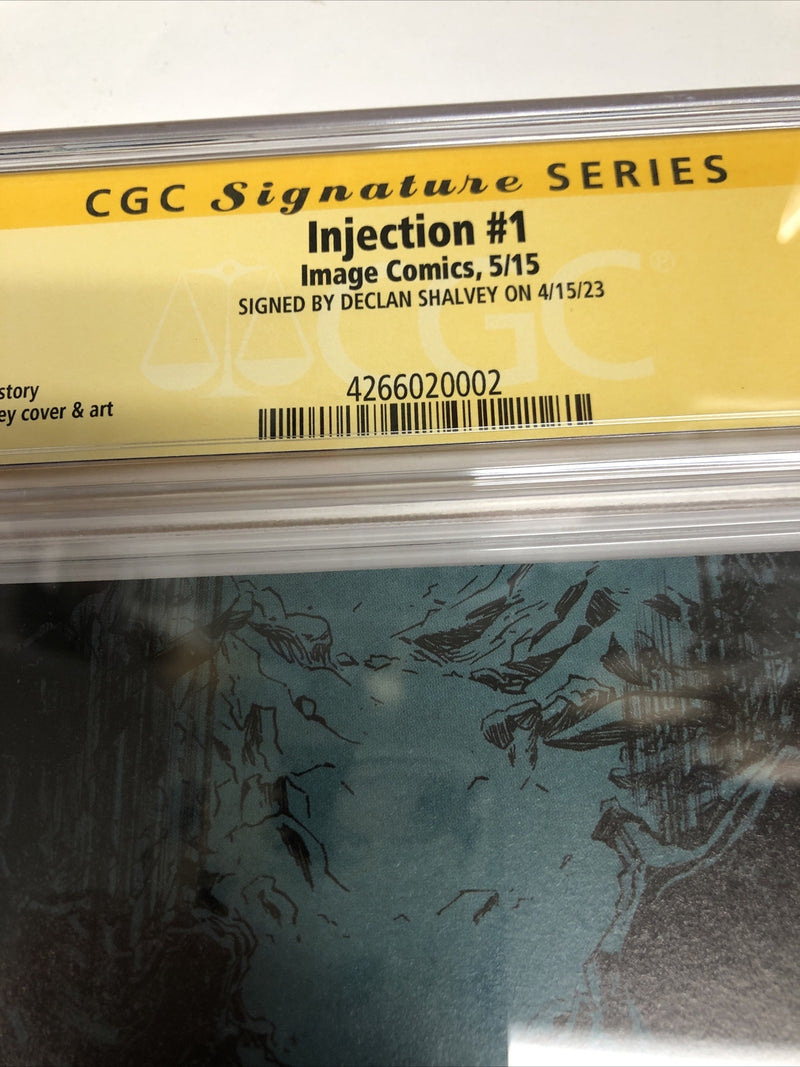 CGC Signature SERIES
Injection #1
Image Comics, 5/15
SIGNED BY DECLAN SHALVEY ON 4/15/23
CGC®
story
ey cover & art
4266020002